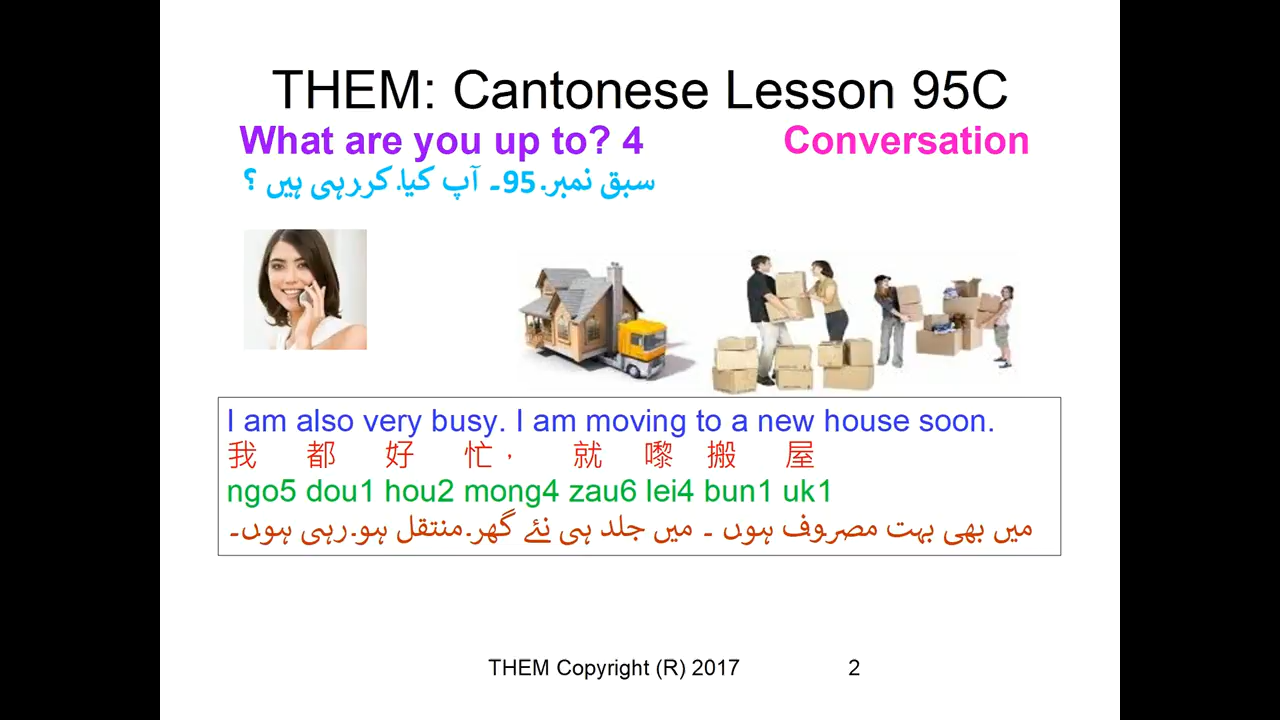 THEM: Cantonese Lesson 95C
What are you up to? 4 Conversation
سبق نمبر 95۔ آپ کیا کر رہی ہیں ؟
I am also very busy. I am moving to a new house soon.
我 都 好 忙， 就 嚟 搬 屋
ngo5 dou1 hou2 mong4 zau6 lei4 bun1 uk1
میں بھی بہت مصروف ہوں ۔ میں جلد ہی نئے گھر منتقل ہو رہی ہوں۔
THEM Copyright (R) 2017 2